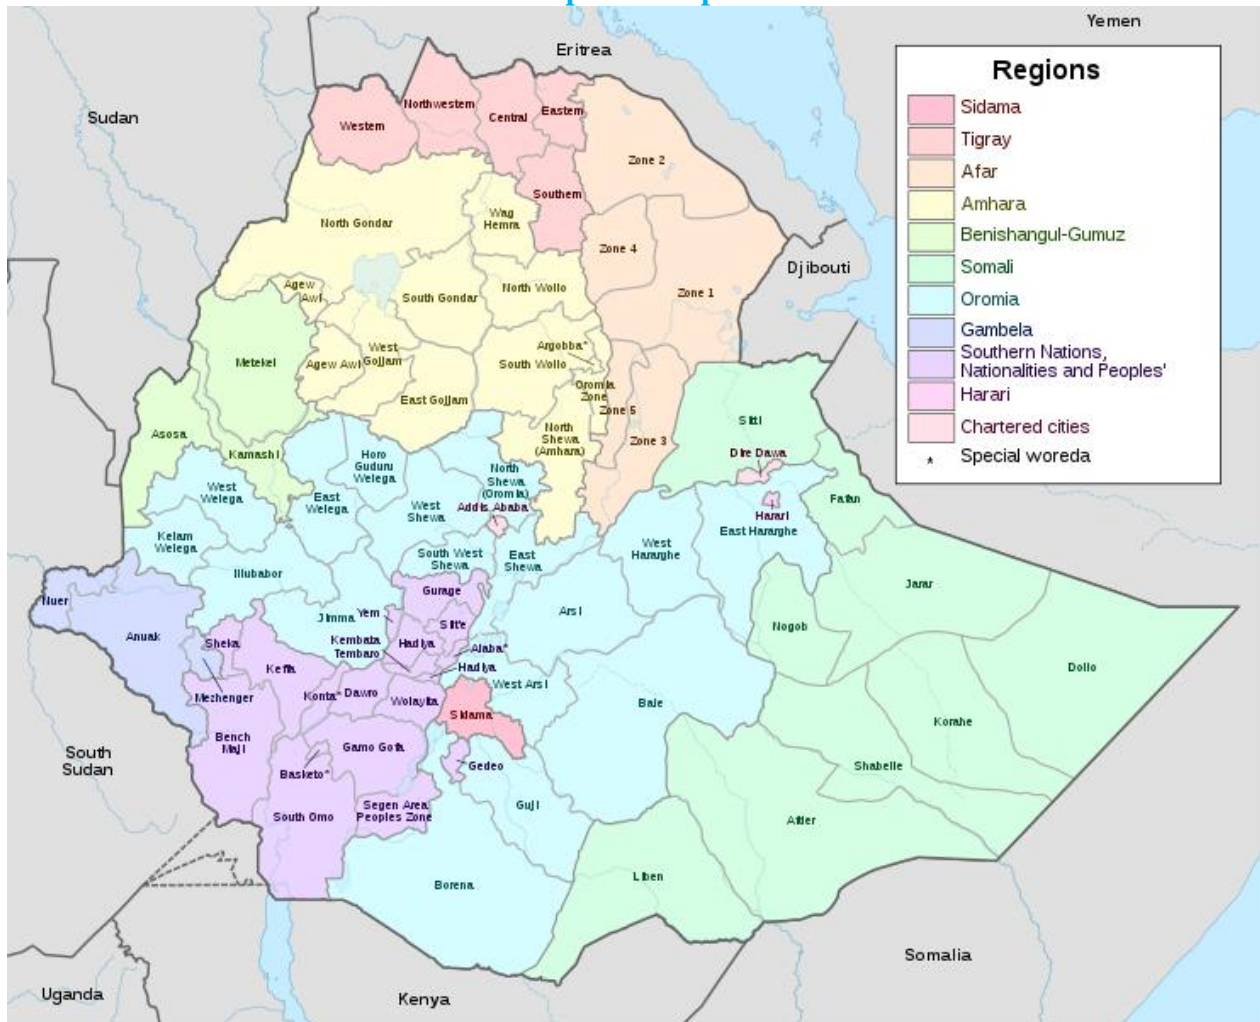 Yemen
Eritrea
Sudan
Djibouti
South
Sudan
Uganda
Kenya
Somalia
Regions
Sidama
Tigray
Afar
Amhara
Benishangul-Gumuz
Somali
Oromia
Gambela
Southern Nations,
Nationalities and Peoples'
Harari
Chartered cities
* Special woreda
Western
Northwestern
Central
Eastern
Southern
Zone 2
Zone 4
Zone 1
Zone 5
Zone 3
North Gondar
Wag
Hemra
Agew
Awi
South Gondar
North Wollo
Agew Awi
West
Gojjam
Argobba*
South Wollo
East Gojjam
Oromia
Zone
North
Shewa
(Amhara)
Metekel
Asosa
Kamashi
Sitti
Dire Dawa
Harari
Fafan
Jarar
Nogob
Dollo
Korahe
Shabelle
Afder
Liben
West
Welega
Kelam
Welega
East
Welega
Horo
Guduru
Welega
West
Shewa
North
Shewa
(Oromia)
Addis Ababa
South West
Shewa
East
Shewa
West
Hararghe
East Hararghe
Illubabor
Jimma
Arsi
West Arsi
Bale
Guji
Borena
Nuer
Anuak
Mezhenger
Sheka
Keffa
Bench
Maji
Yem
Gurage
Silt'e
Hadiya
Kembata
Tembaro
Alaba*
Hadiya
Konta*
Dawro
Wolayita
Sidama
Gamo Gofa
Basketo*
Gedeo
South Omo
Segen Area
Peoples Zone